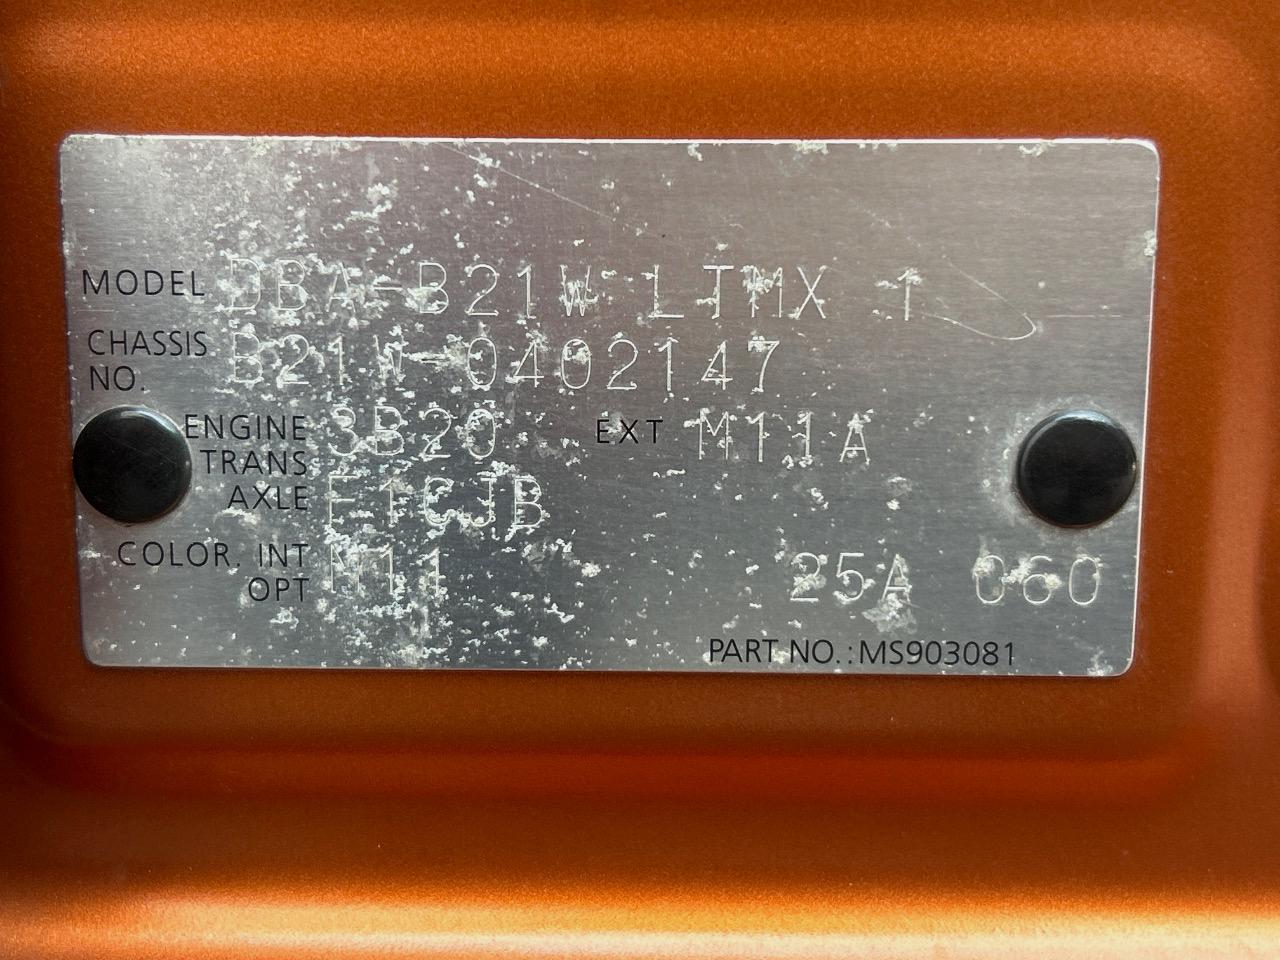 MODEL DBA-B21W LTMX 1
CHASSIS NO. B21W-0402147
ENGINE 3B20 EXT M11A
TRANS AXLE F1CJB
COLOR. INT OPT M11 25A 060
PART NO.: MS903081